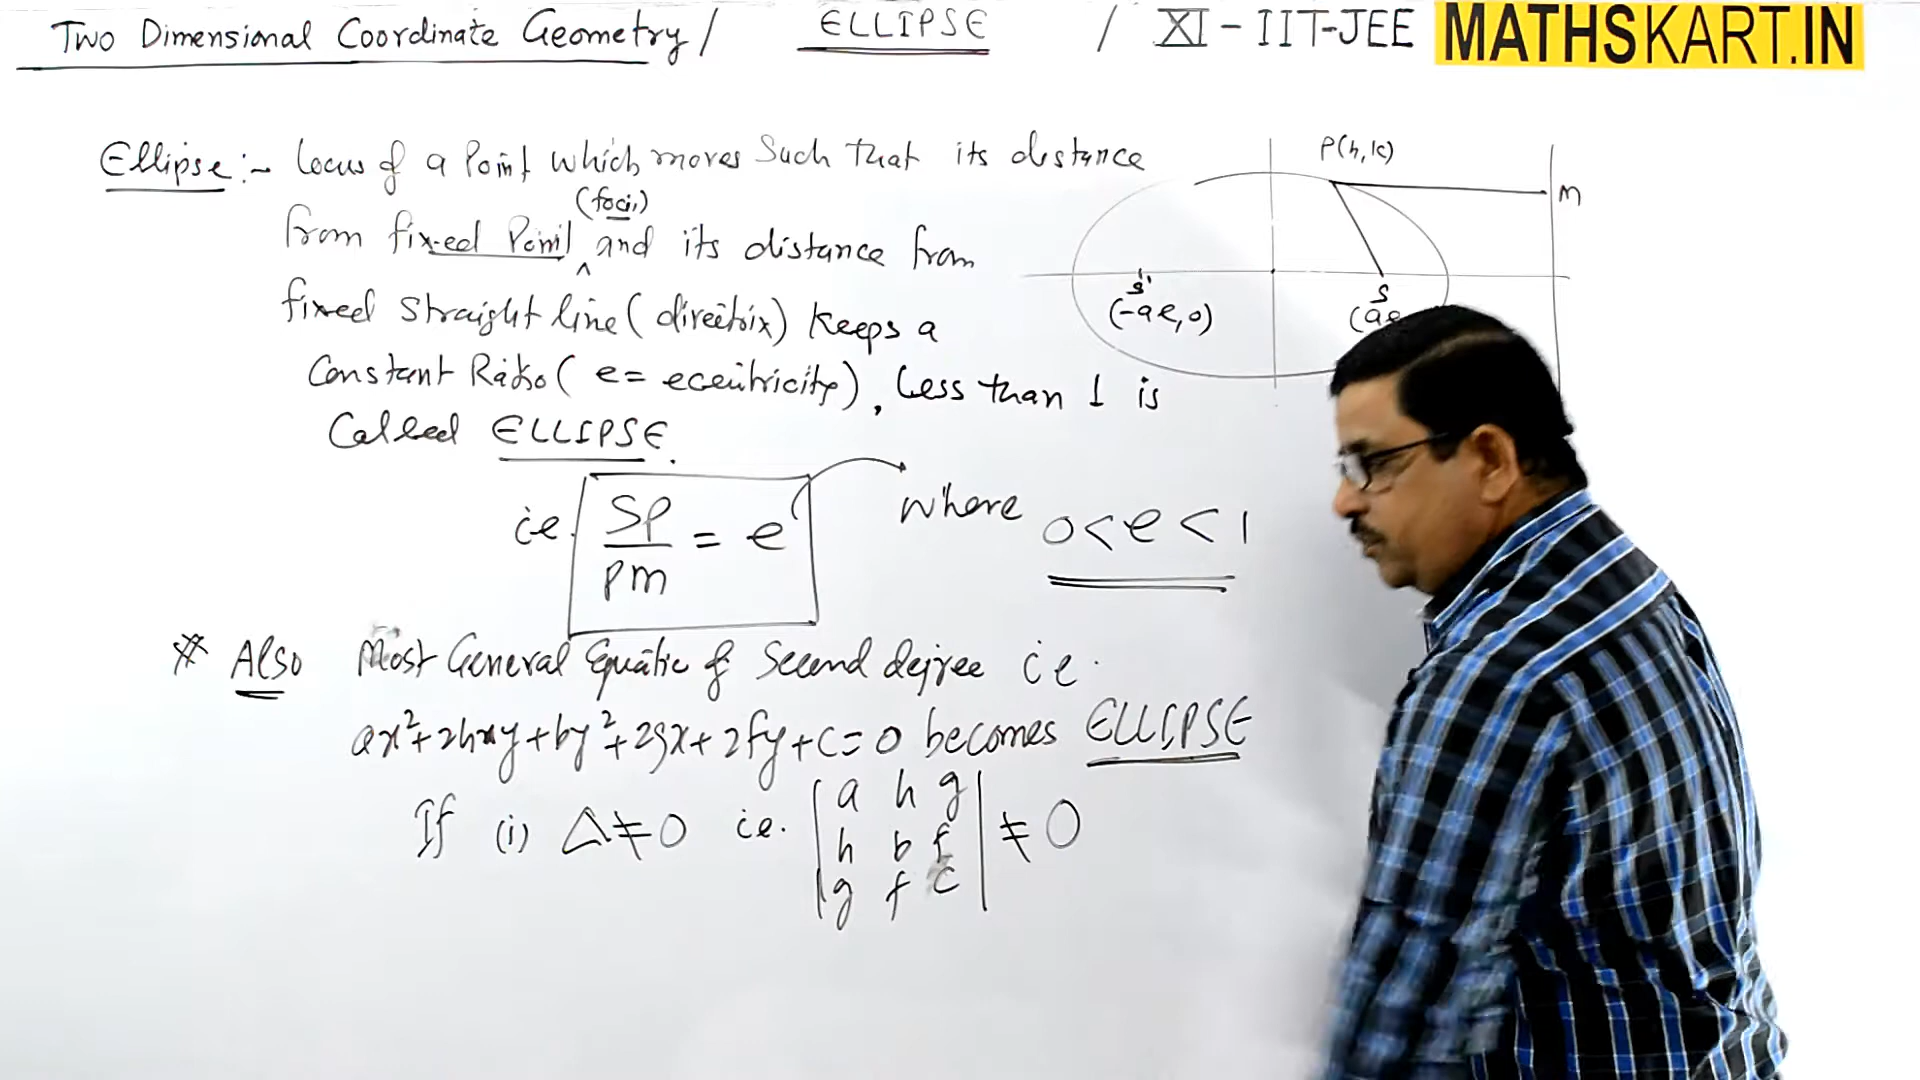 Two Dimensional Coordinate Geometry / ELLIPSE / XI - IIT-JEE MATHSKART.IN
Ellipse :- Locus of a Point which moves Such that its distance
from fixed Point (foci) and its distance from
fixed Straight line (directrix) Keeps a
Constant Ratio (e = eccentricity), Less than 1 is
Called ELLIPSE.
P(h,k)
M
S'
(-ae,0)
S
(ae
i.e. SP/PM = e where 0<e<1
* Also Most General Equatic of Second degree i.e.
ax²+2hxy+by²+2gx+2fy+c=0 becomes ELLIPSE
If (i) Δ≠0 i.e. | a h g |
| h b f | ≠ 0
| g f c |